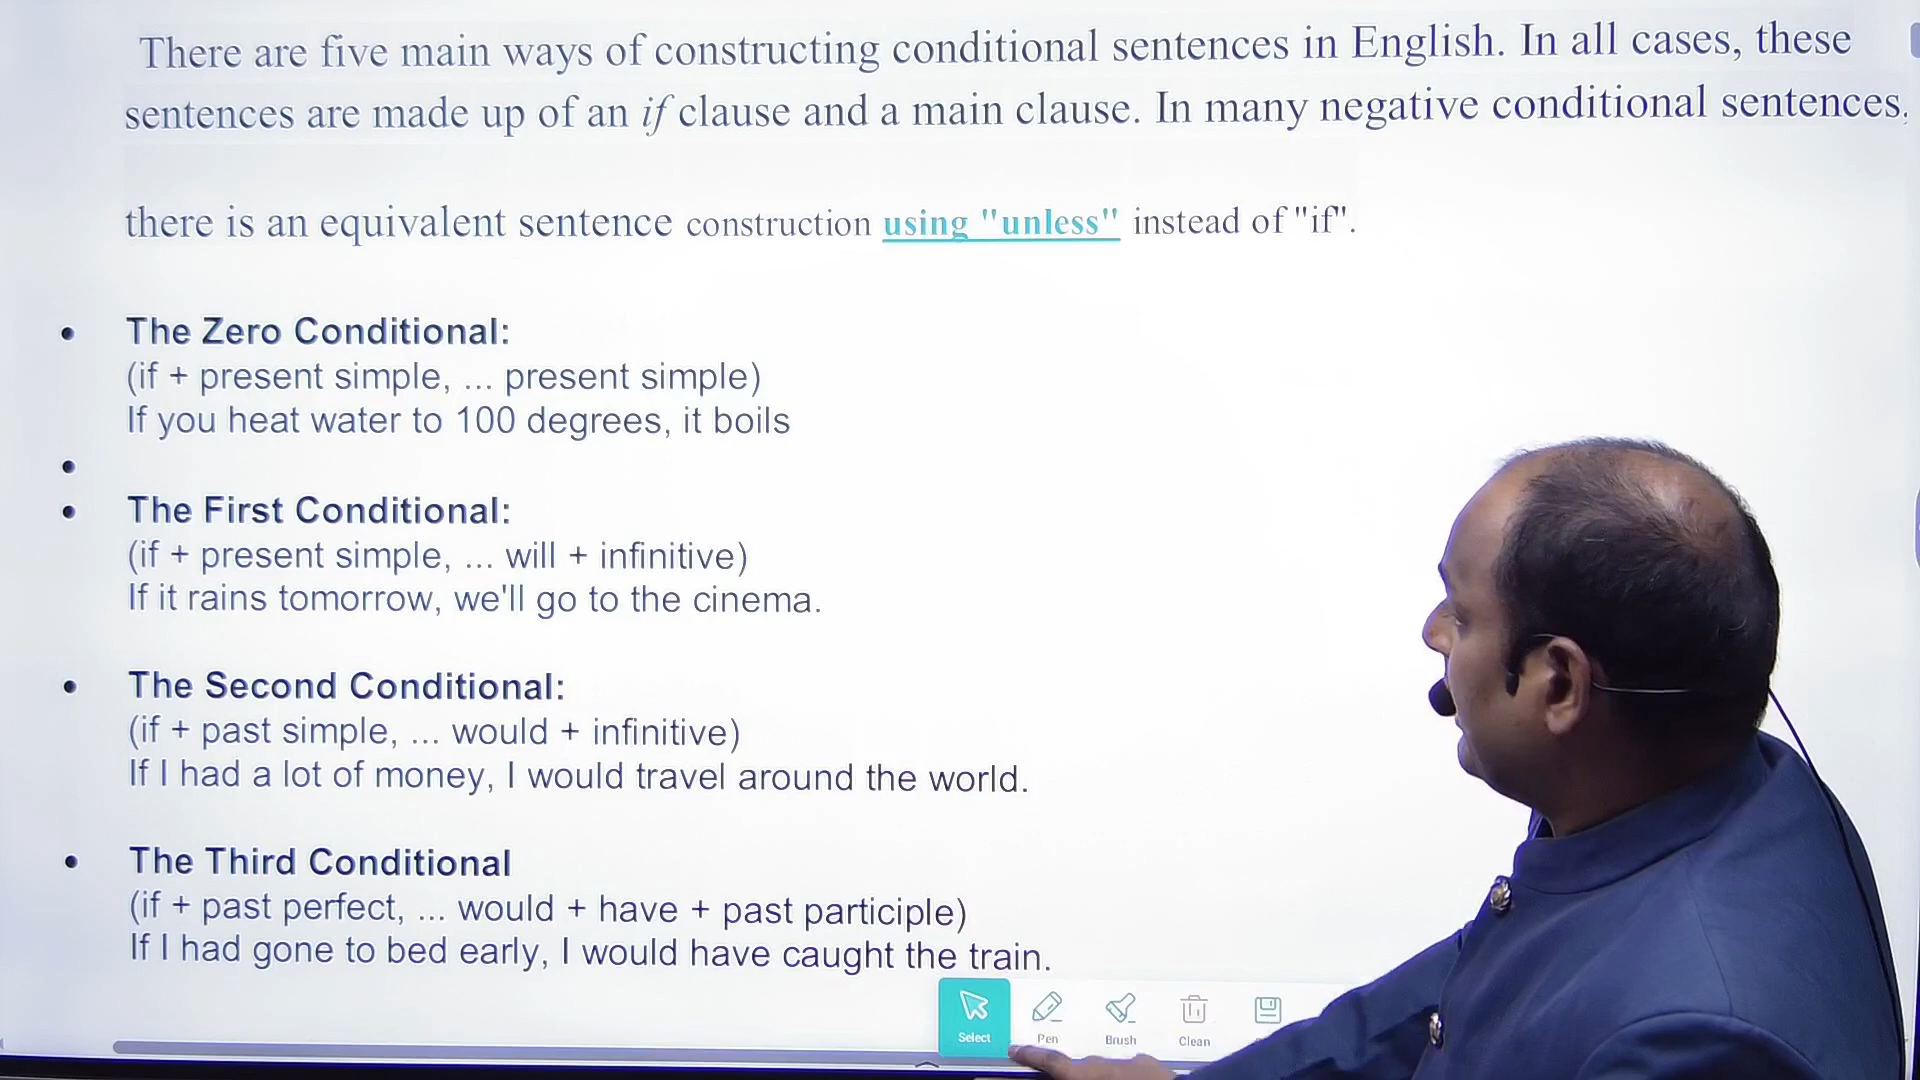 There are five main ways of constructing conditional sentences in English. In all cases, these
sentences are made up of an if clause and a main clause. In many negative conditional sentences,
there is an equivalent sentence construction using "unless" instead of "if".
• The Zero Conditional:
(if + present simple, ... present simple)
If you heat water to 100 degrees, it boils
•
• The First Conditional:
(if + present simple, ... will + infinitive)
If it rains tomorrow, we'll go to the cinema.
• The Second Conditional:
(if + past simple, ... would + infinitive)
If I had a lot of money, I would travel around the world.
• The Third Conditional
(if + past perfect, ... would + have + past participle)
If I had gone to bed early, I would have caught the train.
Select Pen Brush Clean